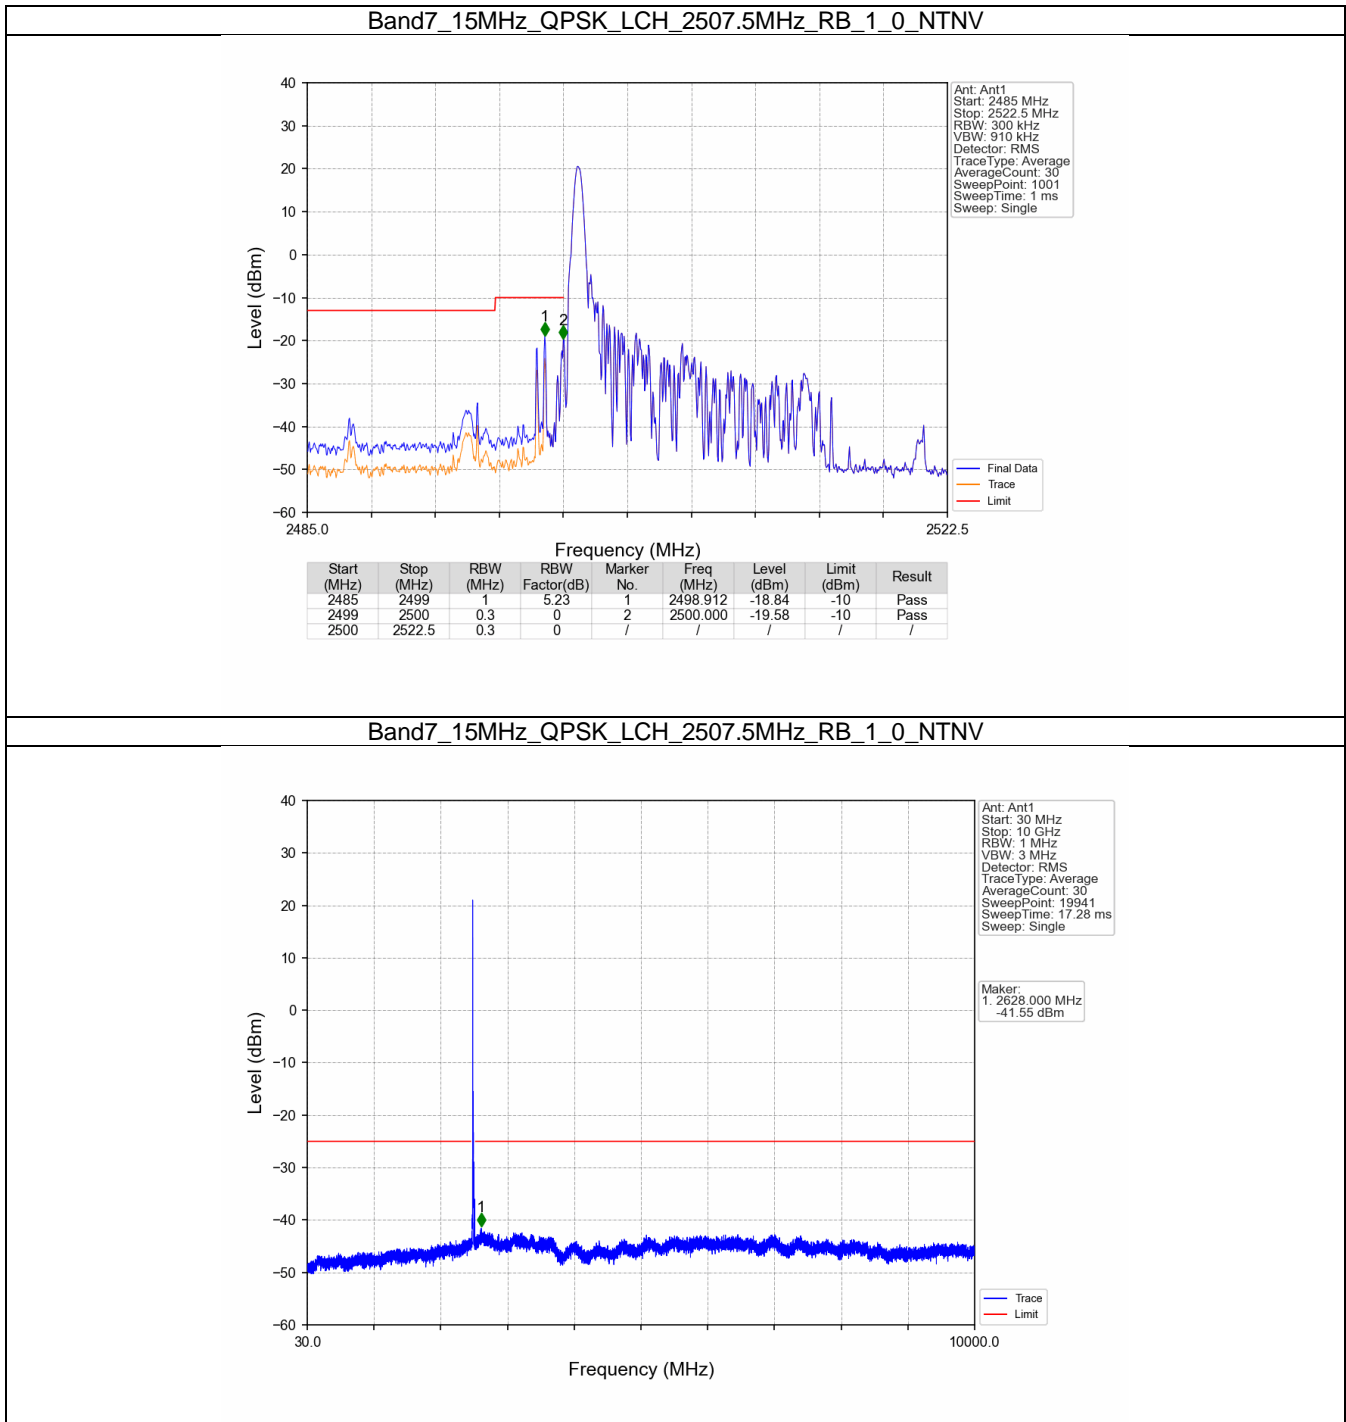 Band7_15MHz_QPSK_LCH_2507.5MHz_RB_1_0_NTNV
40
30
20
10
0
−10
−20
−30
−40
−50
−60
Level (dBm)
1
2
2485.0
2522.5
Frequency (MHz)
Ant: Ant1
Start: 2485 MHz
Stop: 2522.5 MHz
RBW: 300 kHz
VBW: 910 kHz
Detector: RMS
TraceType: Average
AverageCount: 30
SweepPoint: 1001
SweepTime: 1 ms
Sweep: Single
Final Data
Trace
Limit
Start (MHz) Stop (MHz) RBW (MHz) RBW Factor(dB) Marker No. Freq (MHz) Level (dBm) Limit (dBm) Result
2485 2499 1 5.23 1 2498.912 -18.84 -10 Pass
2499 2500 0.3 0 2 2500.000 -19.58 -10 Pass
2500 2522.5 0.3 0 / / / / /
Band7_15MHz_QPSK_LCH_2507.5MHz_RB_1_0_NTNV
40
30
20
10
0
−10
−20
−30
−40
−50
−60
Level (dBm)
1
30.0
10000.0
Frequency (MHz)
Ant: Ant1
Start: 30 MHz
Stop: 10 GHz
RBW: 1 MHz
VBW: 3 MHz
Detector: RMS
TraceType: Average
AverageCount: 30
SweepPoint: 19941
SweepTime: 17.28 ms
Sweep: Single
Maker:
1. 2628.000 MHz
-41.55 dBm
Trace
Limit